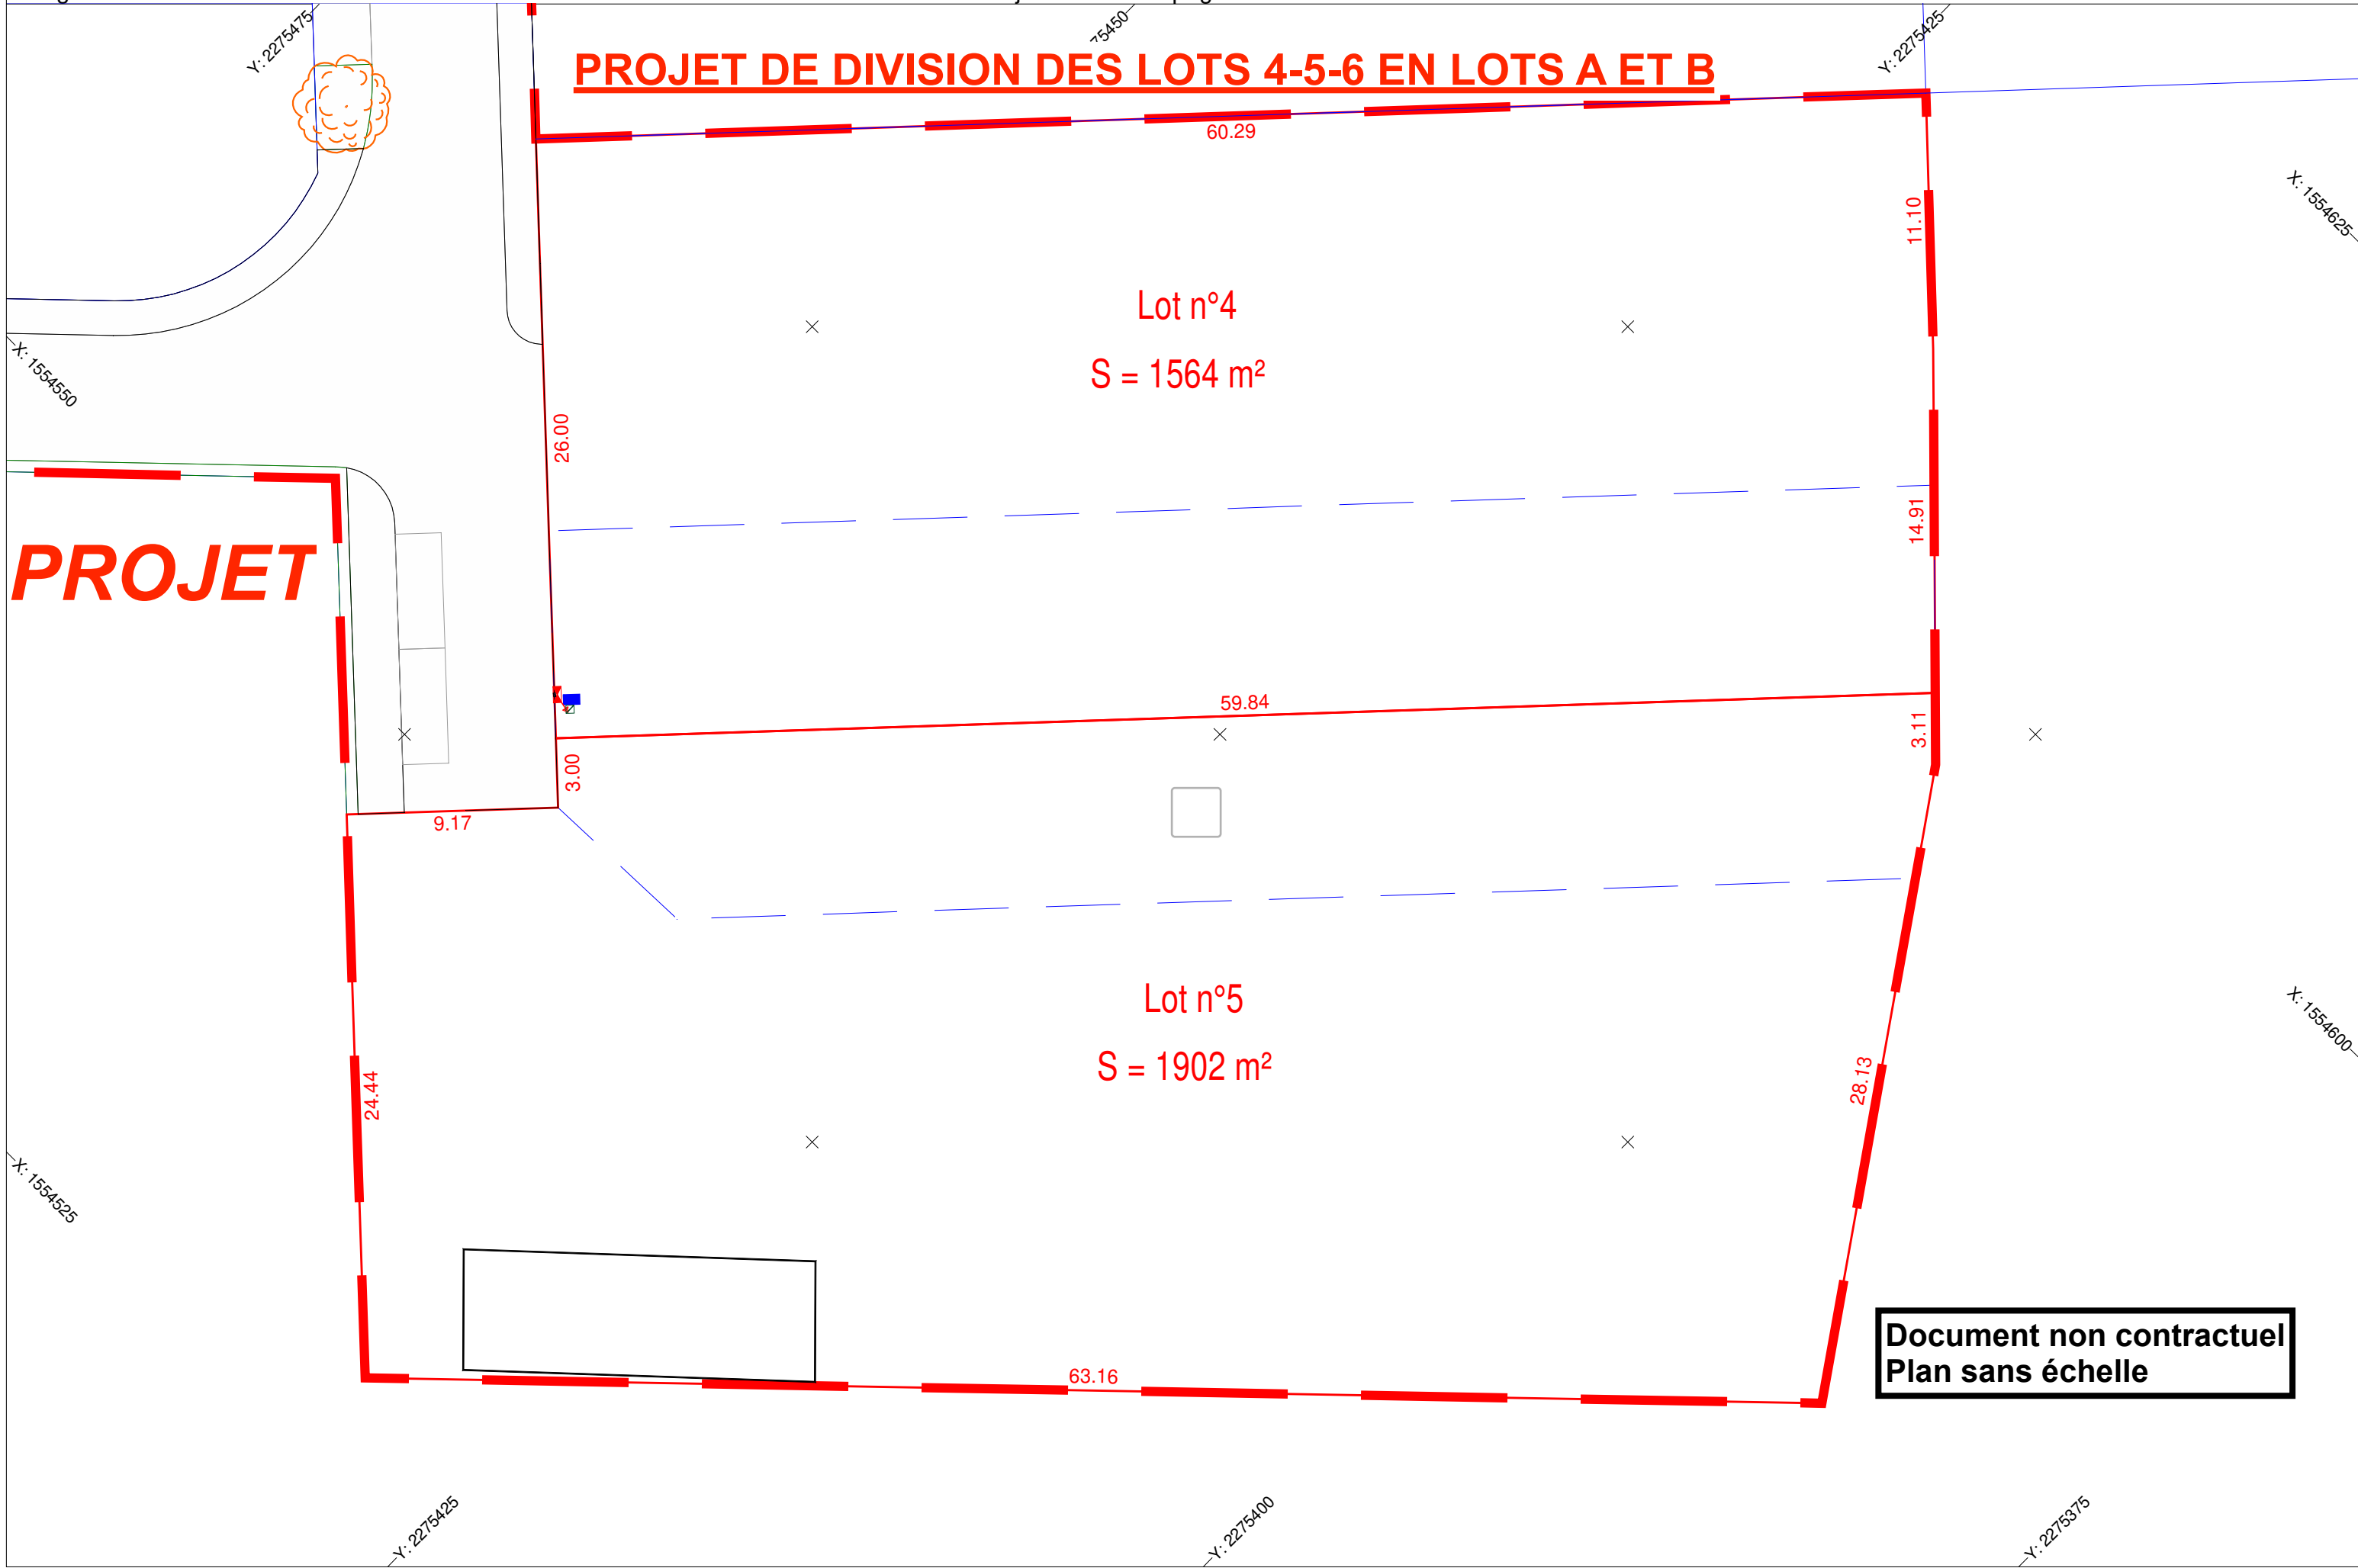 Y: 2275475
75450
Y: 2275425
PROJET DE DIVISION DES LOTS 4-5-6 EN LOTS A ET B
60.29
X: 1554625
11.10
Lot n°4
S = 1564 m²
X: 1554550
26.00
14.91
PROJET
59.84
3.11
3.00
9.17
Lot n°5
S = 1902 m²
X: 1554600
28.13
24.44
X: 1554525
63.16
Document non contractuel
Plan sans échelle
Y: 2275425
Y: 2275400
Y: 2275375